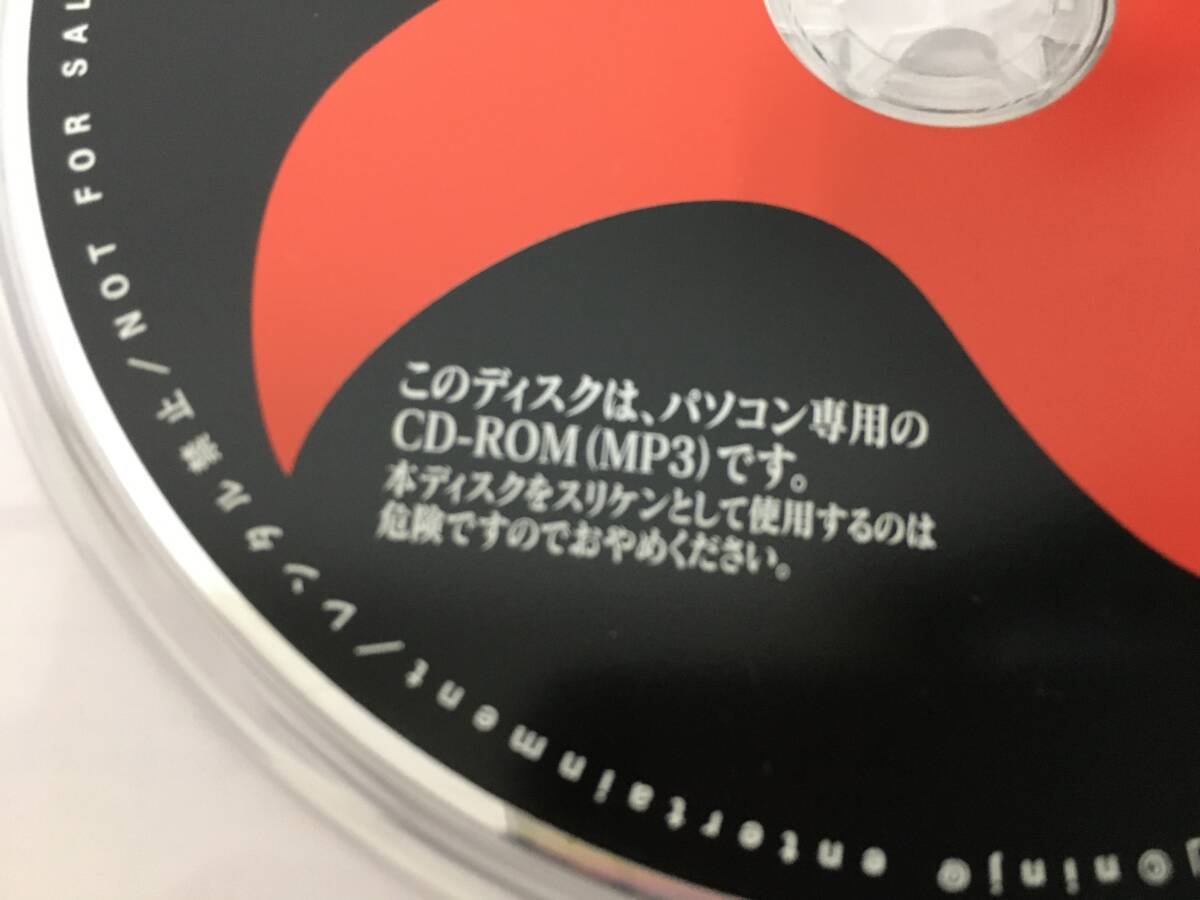 このディスクは、パソコン専用の
CD-ROM(MP3)です。
本ディスクをスリケンとして使用するのは
危険ですのでおやめください。
ninj@ entertainment/レンタル禁止/NOT FOR SAL